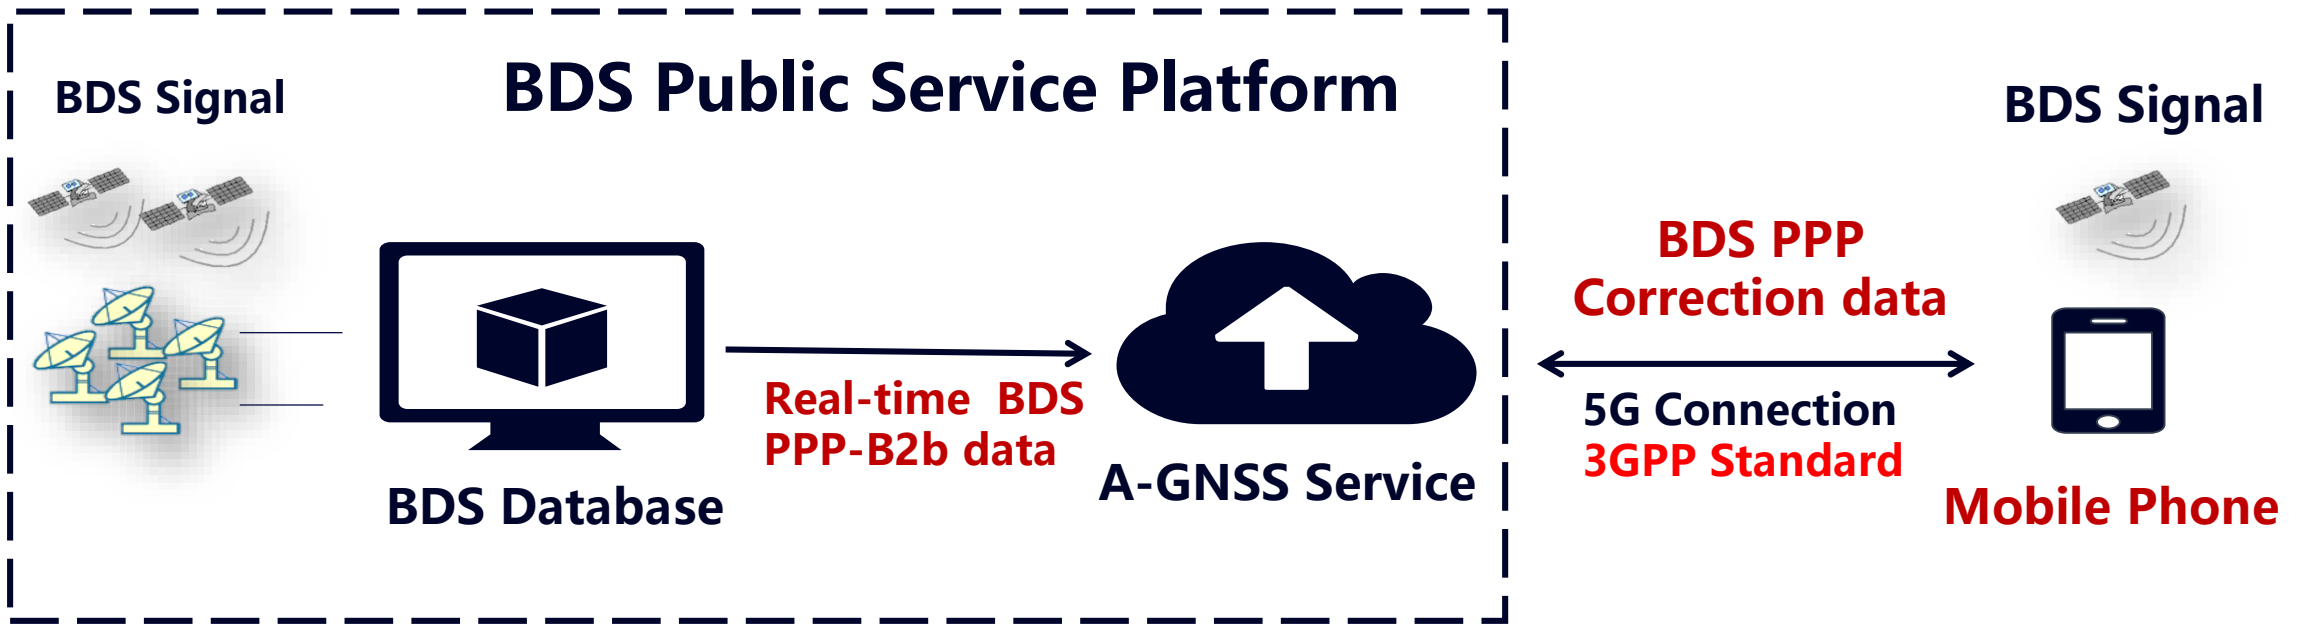 BDS Public Service Platform
BDS Signal
BDS Database
Real-time BDS
PPP-B2b data
A-GNSS Service
BDS PPP
Correction data
5G Connection
3GPP Standard
BDS Signal
Mobile Phone